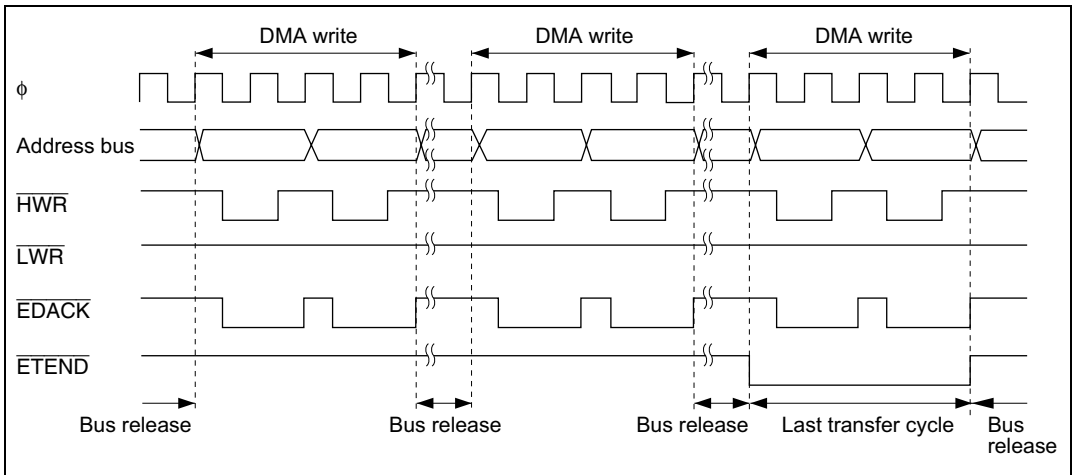 DMA write DMA write DMA write
ϕ
Address bus
HWR
LWR
EDACK
ETEND
Bus release Bus release Bus release Last transfer cycle Bus release